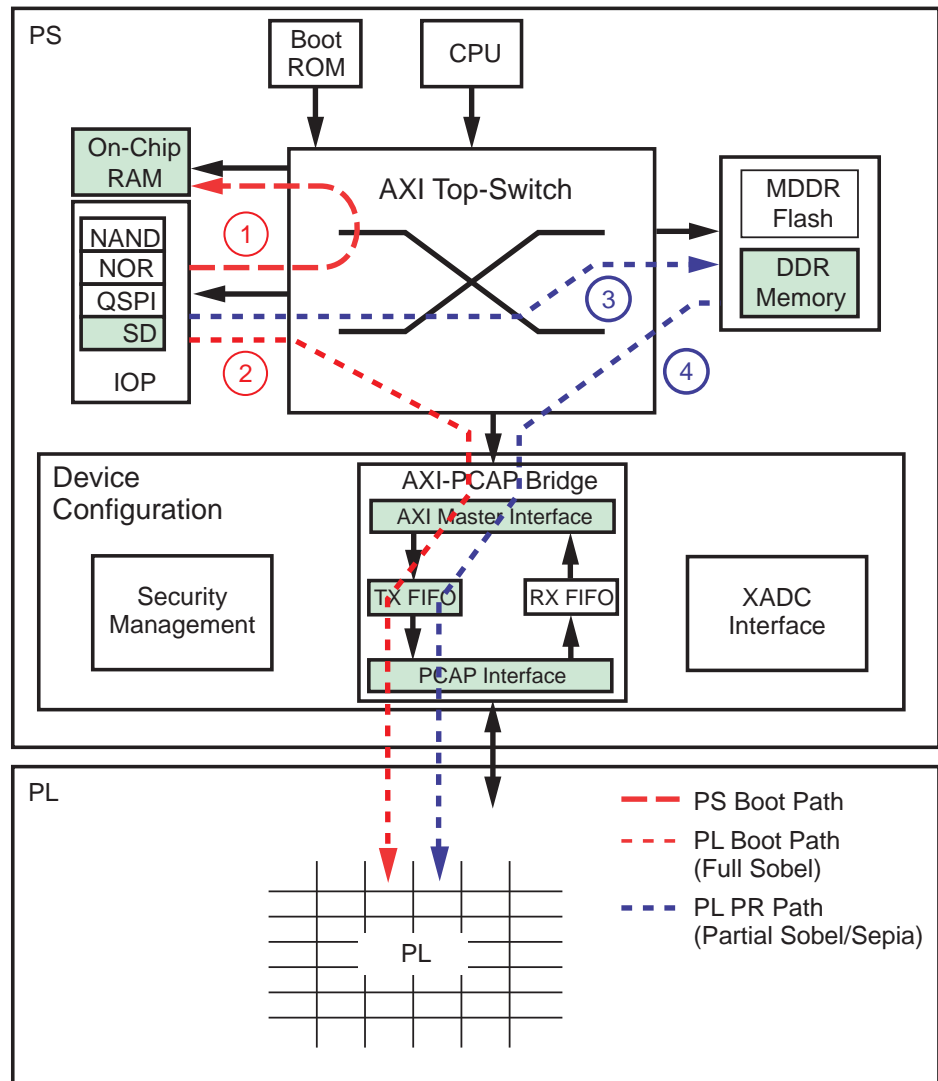 PS
Boot
ROM
CPU
On-Chip
RAM
AXI Top-Switch
MDDR
Flash
DDR
Memory
NAND
NOR
QSPI
SD
IOP
1
2
3
4
Device
Configuration
AXI-PCAP Bridge
AXI Master Interface
Security
Management
TX FIFO
RX FIFO
XADC
Interface
PCAP Interface
PL
PS Boot Path
PL Boot Path
(Full Sobel)
PL PR Path
(Partial Sobel/Sepia)
PL